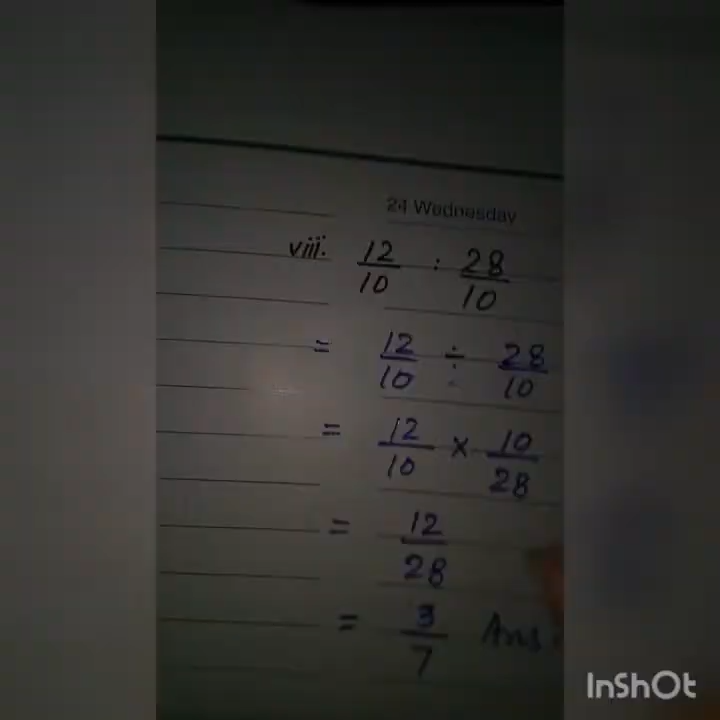 24 Wednesday
viii. 12/10 : 28/10
= 12/10 ÷ 28/10
= 12/10 × 10/28
= 12/28
= 3/7 Ans.
InShOt